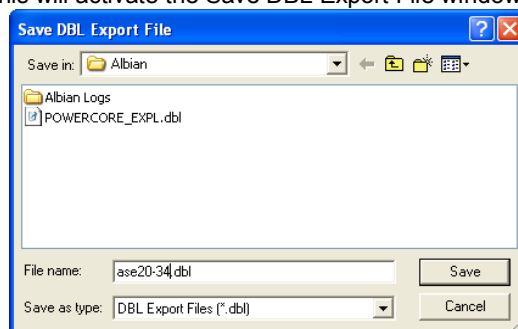 This will activate the Save DBL Export File window
Save DBL Export File
Save in: Albian
Albian Logs
POWERCORE_EXPL.dbl
File name: ase20-34.dbl Save
Save as type: DBL Export Files (*.dbl) Cancel